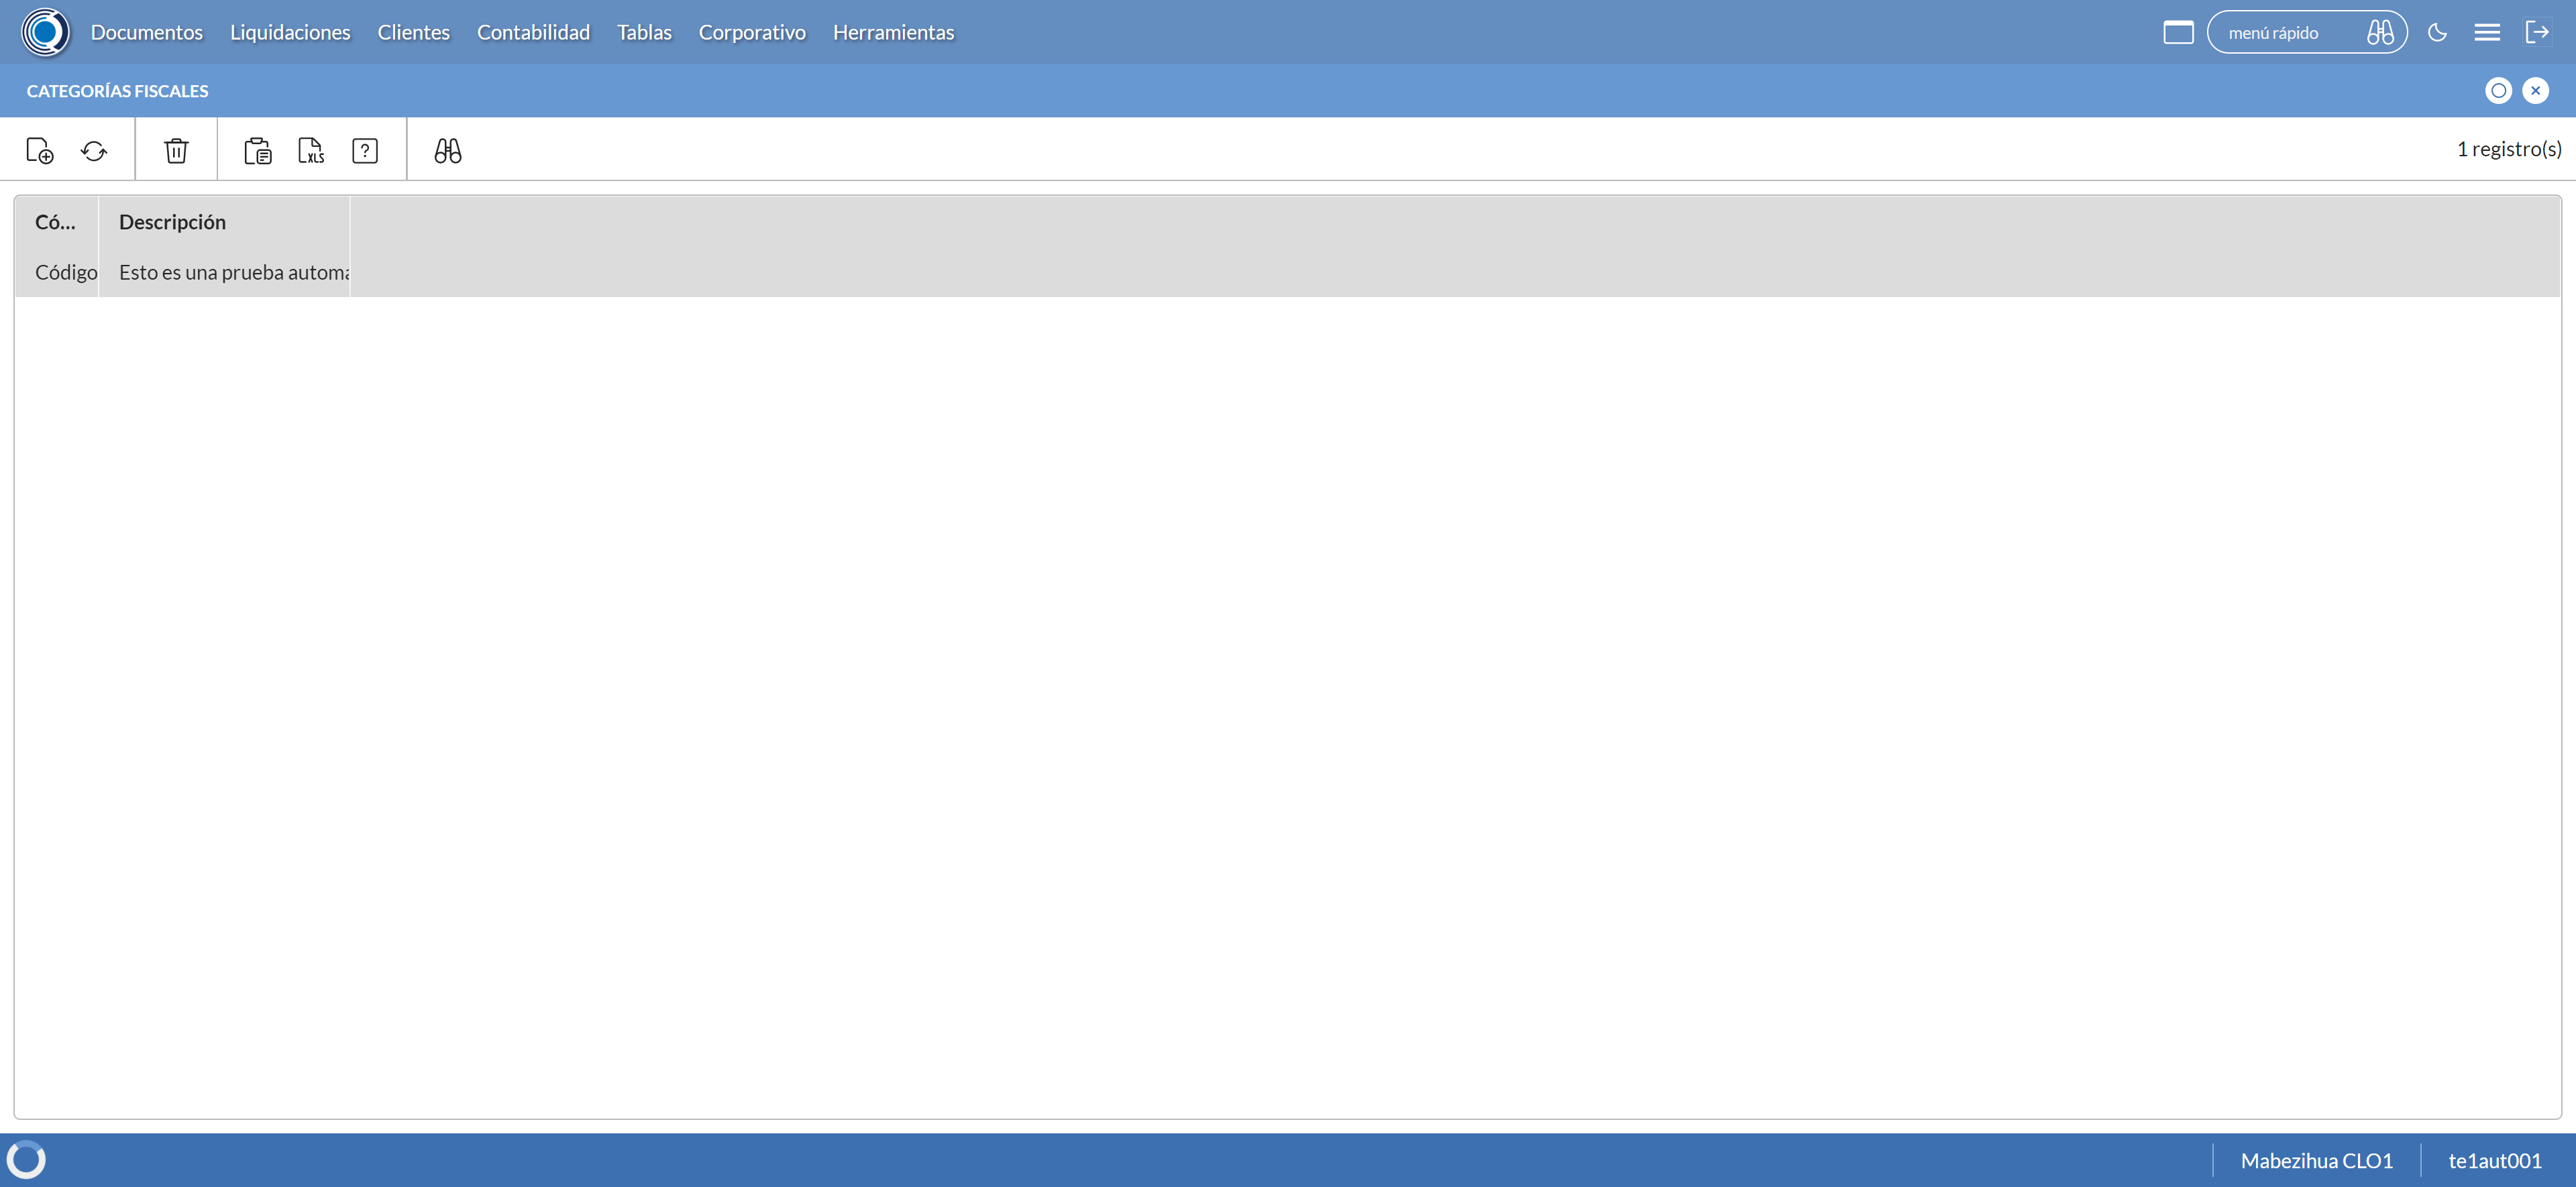 Documentos Liquidaciones Clientes Contabilidad Tablas Corporativo Herramientas menú rápido
CATEGORÍAS FISCALES
XLS ? 1 registro(s)
Có... Descripción
Código Esto es una prueba automa
Mabezihua CLO1 te1aut001